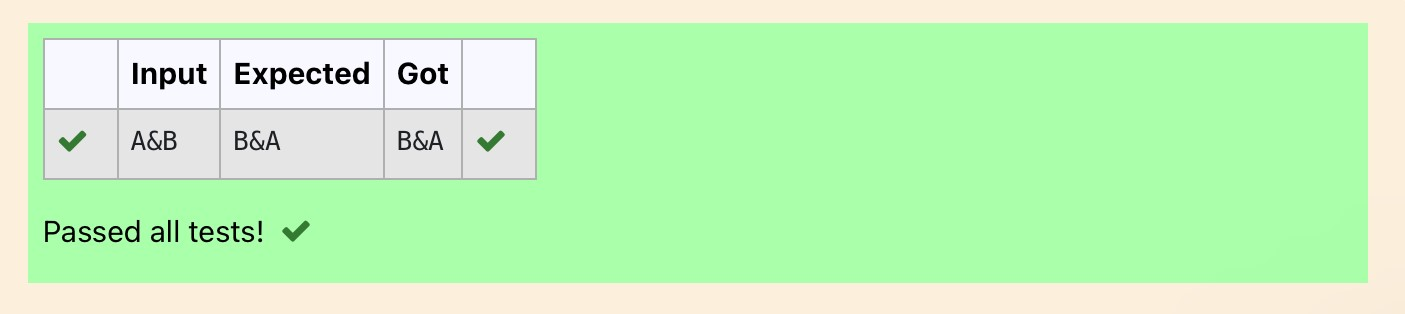 Input Expected Got
A&B B&A B&A
Passed all tests!